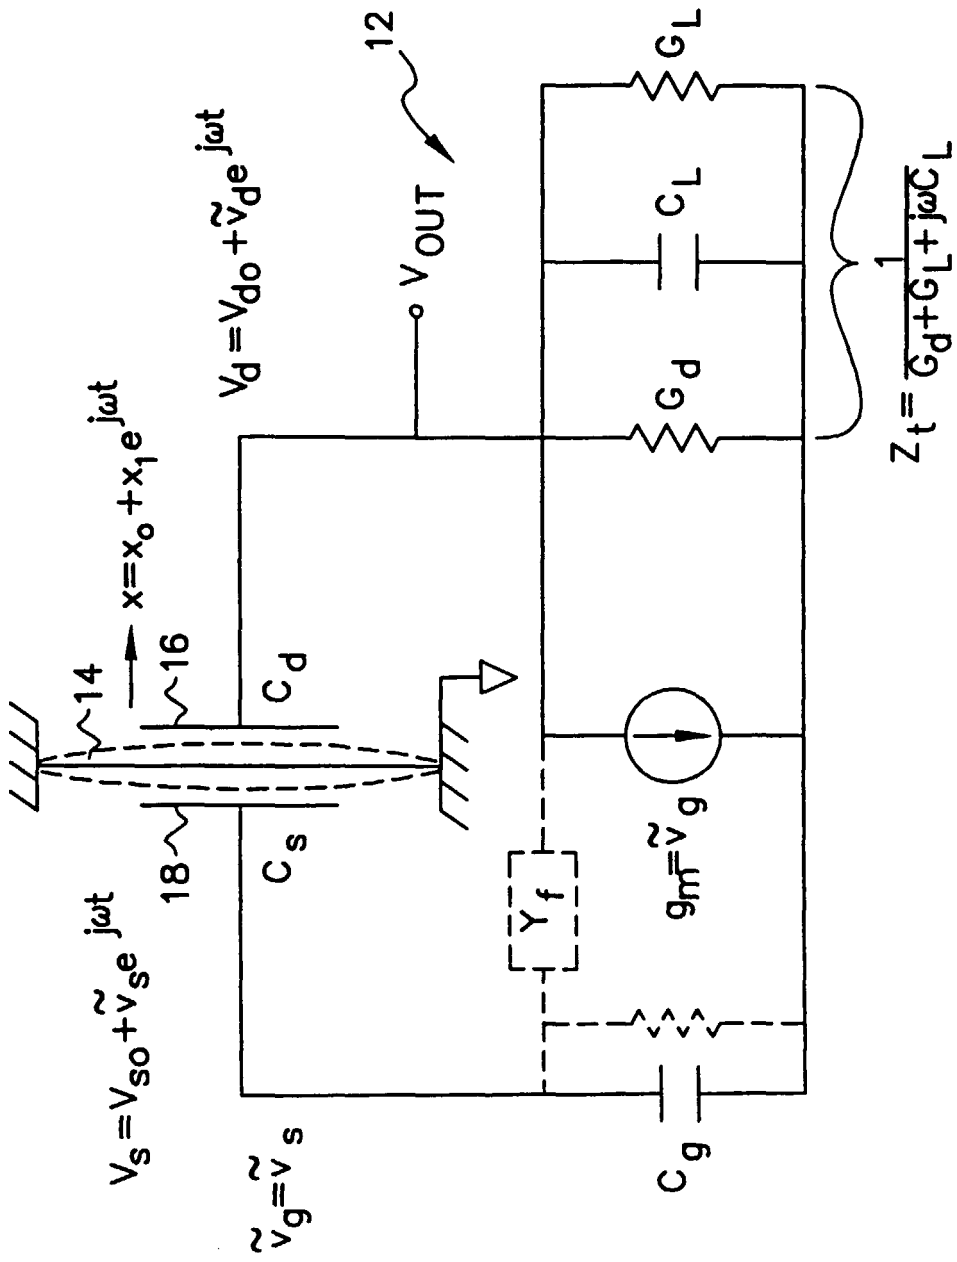 12
V_d = V_do + ṽ_d e^jωt
x = x_o + x_1 e^jωt
V_s = V_so + ṽ_s e^jωt
14
16
18
C_d
C_s
V_OUT
ṽ_g = ṽ_s
Y_f
g_m = ṽ_g
C_g
G_d
C_L
G_L
Z_t = 1 / (G_d + G_L + jωC_L)